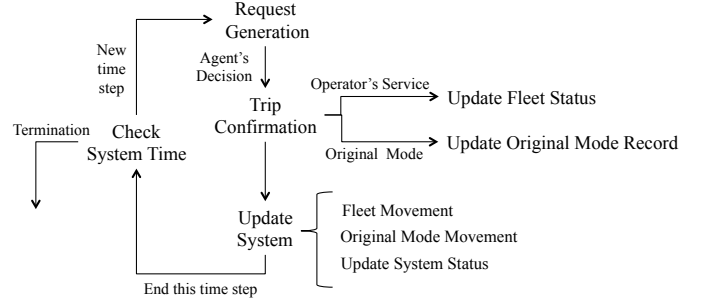 Request
Generation
New
time
step
Agent's
Decision
Operator's Service
Update Fleet Status
Trip
Confirmation
Termination
Check
System Time
Original Mode
Update Original Mode Record
Update
System
Fleet Movement
Original Mode Movement
Update System Status
End this time step